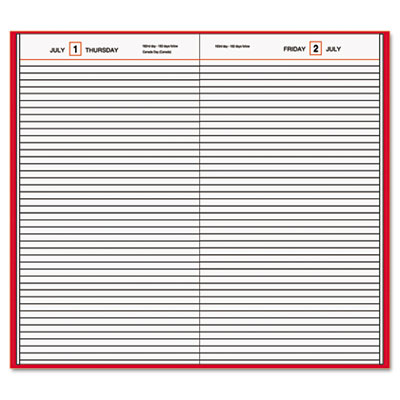 JULY 1 THURSDAY
182nd day - 183 days follow
Canada Day (Canada)
183rd day - 182 days follow
FRIDAY 2 JULY